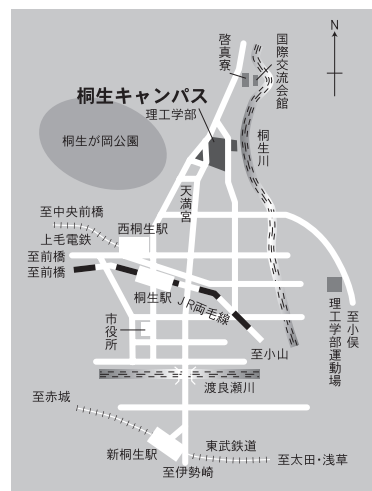 N
啓真寮
国際交流会館
桐生キャンパス
理工学部
桐生が岡公園
桐生川
天満宮
至中央前橋
上毛電鉄
西桐生駅
至前橋
至前橋
桐生駅
JR両毛線
市役所
至小山
理工学部運動場
至小俣
渡良瀬川
至赤城
新桐生駅
東武鉄道
至太田・浅草
至伊勢崎